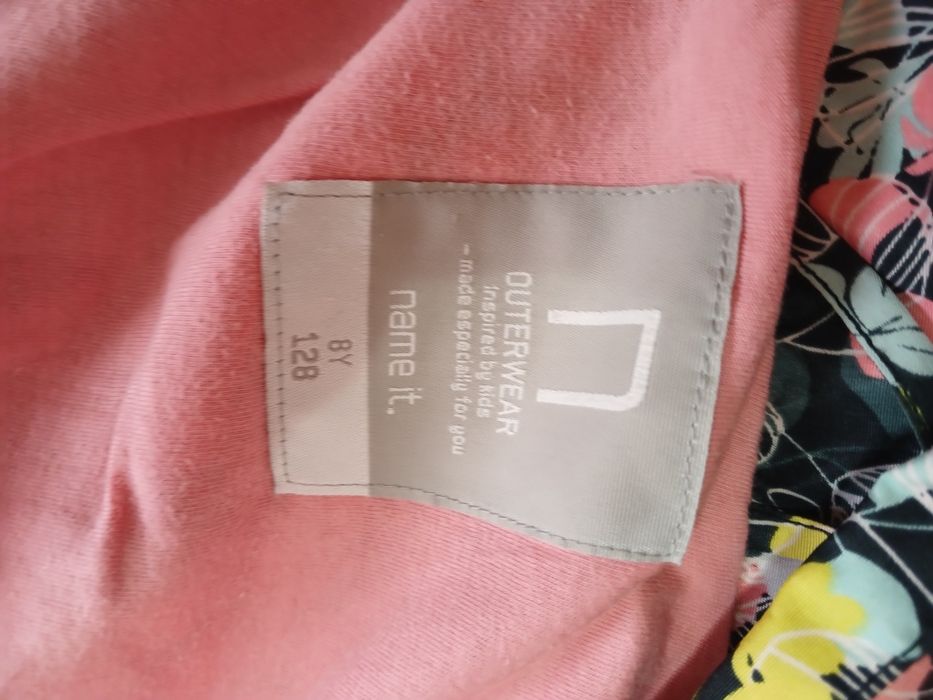 OUTERWEAR
inspired by kids
- made especially for you
name it.
8Y
128